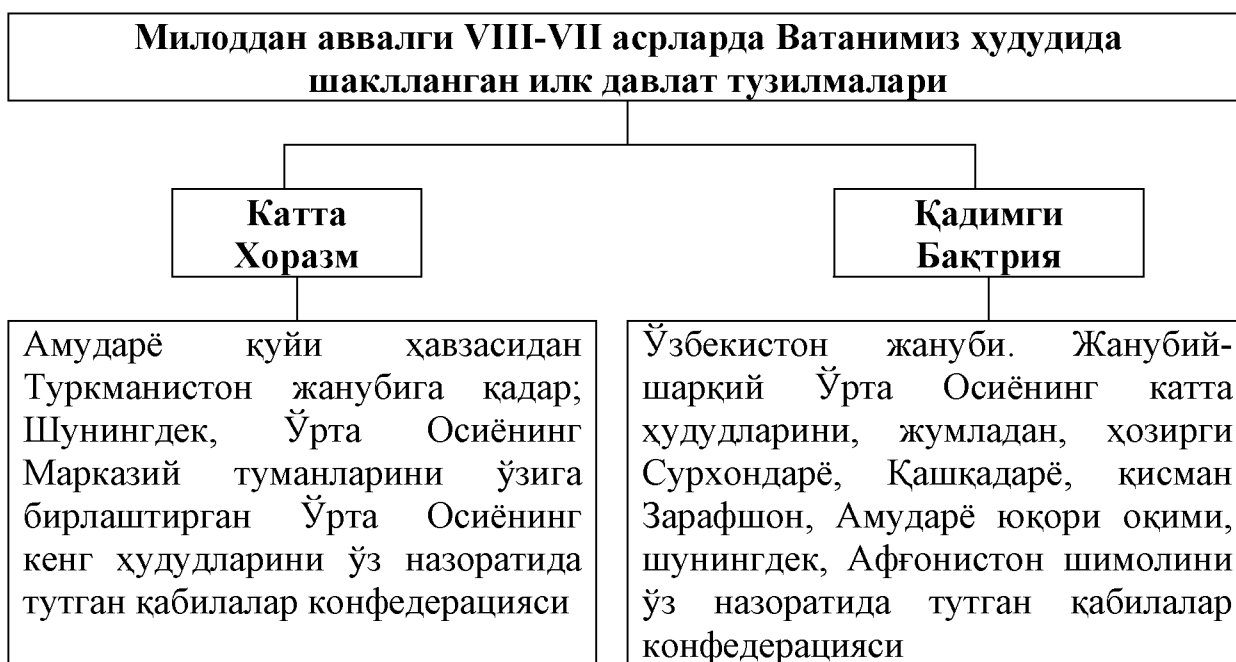 Милоддан аввалги VIII-VII асрларда Ватанимиз ҳудудида
шаклланган илк давлат тузилмалари
Катта
Хоразм
Қадимги
Бақтрия
Амударё қуйи ҳавзасидан
Туркманистон жанубига қадар;
Шунингдек, Ўрта Осиёнинг
Марказий туманларини ўзига
бирлаштирган Ўрта Осиёнинг
кенг ҳудудларини ўз назоратида
тутган қабилалар конфедерацияси
Ўзбекистон жануби. Жанубий-
шарқий Ўрта Осиёнинг катта
ҳудудларини, жумладан, ҳозирги
Сурхондарё, Қашқадарё, қисман
Зарафшон, Амударё юқори оқими,
шунингдек, Афғонистон шимолини
ўз назоратида тутган қабилалар
конфедерацияси